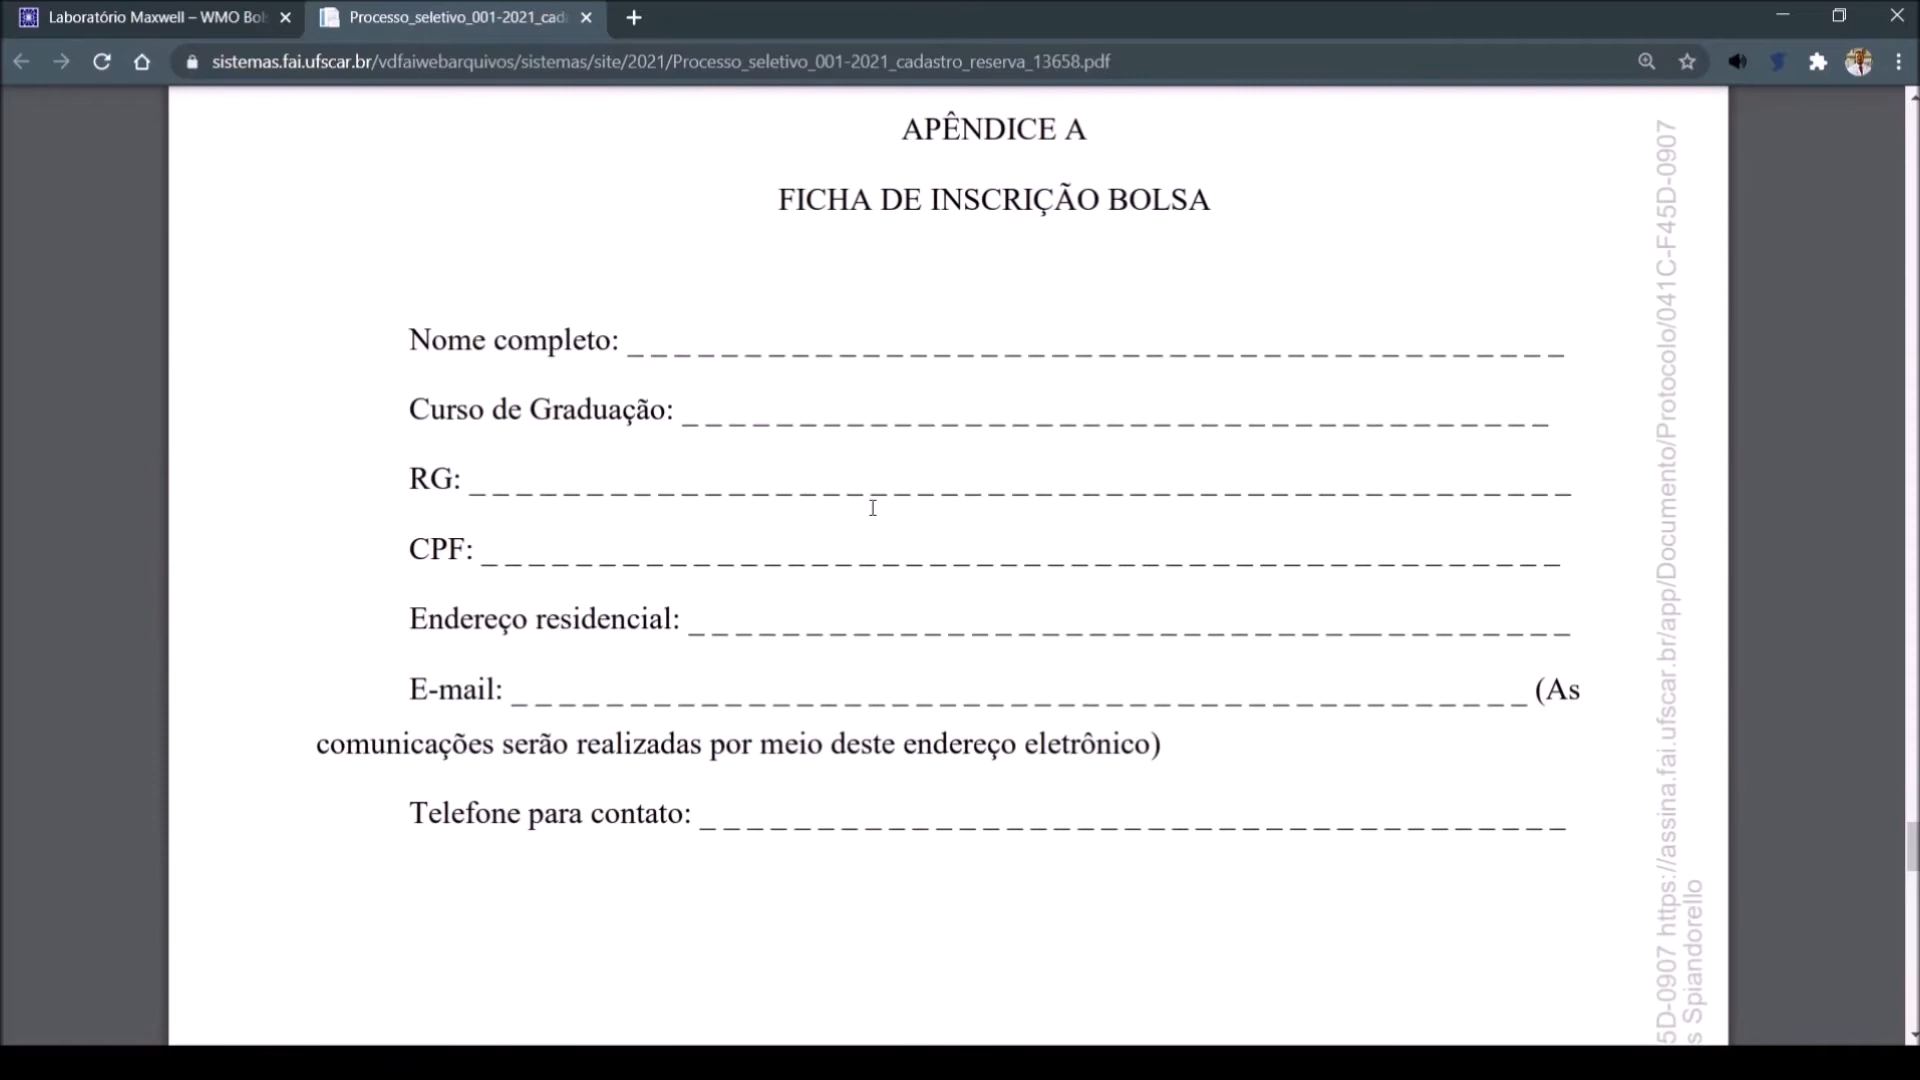 Laboratório Maxwell – WMO Bol
Processo_seletivo_001-2021_cad
sistemas.fai.ufscar.br/vdfaiwebarquivos/sistemas/site/2021/Processo_seletivo_001-2021_cadastro_reserva_13658.pdf
APÊNDICE A
FICHA DE INSCRIÇÃO BOLSA
Nome completo:
Curso de Graduação:
RG:
CPF:
Endereço residencial:
E-mail: (As
comunicações serão realizadas por meio deste endereço eletrônico)
Telefone para contato:
5D-0907 https://assina.fai.ufscar.br/app/Documento/Protocolo/041C-F45D-0907
s Spiandorello